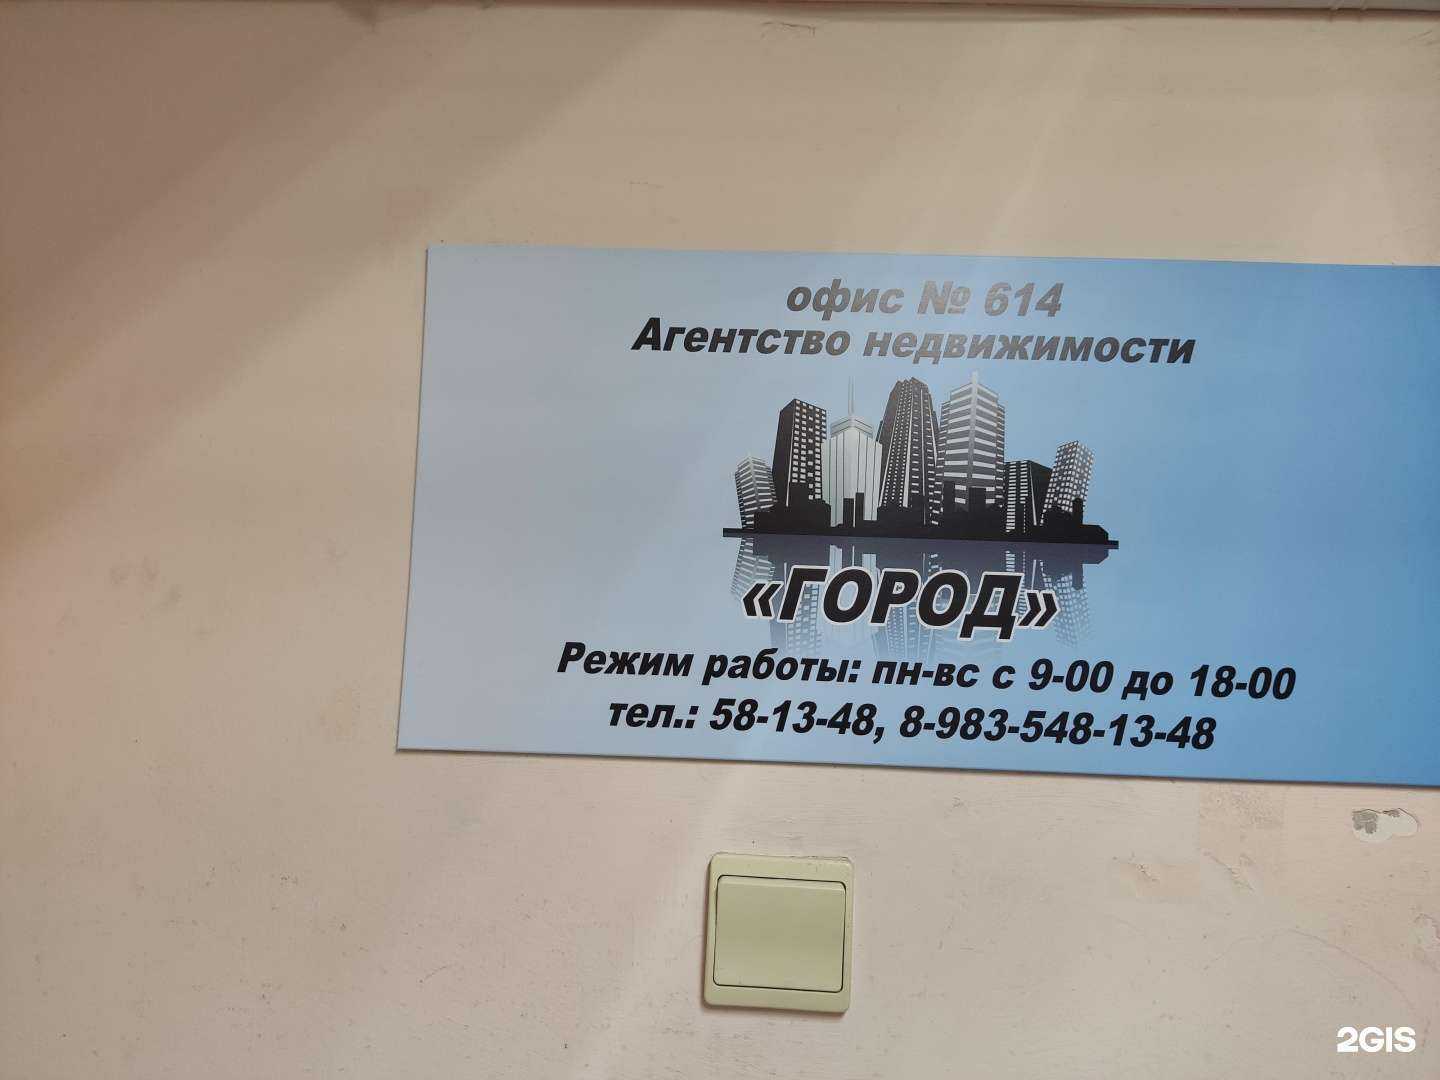 офис № 614
Агентство недвижимости
«ГОРОД»
Режим работы: пн-вс с 9-00 до 18-00
тел.: 58-13-48, 8-983-548-13-48
2GIS